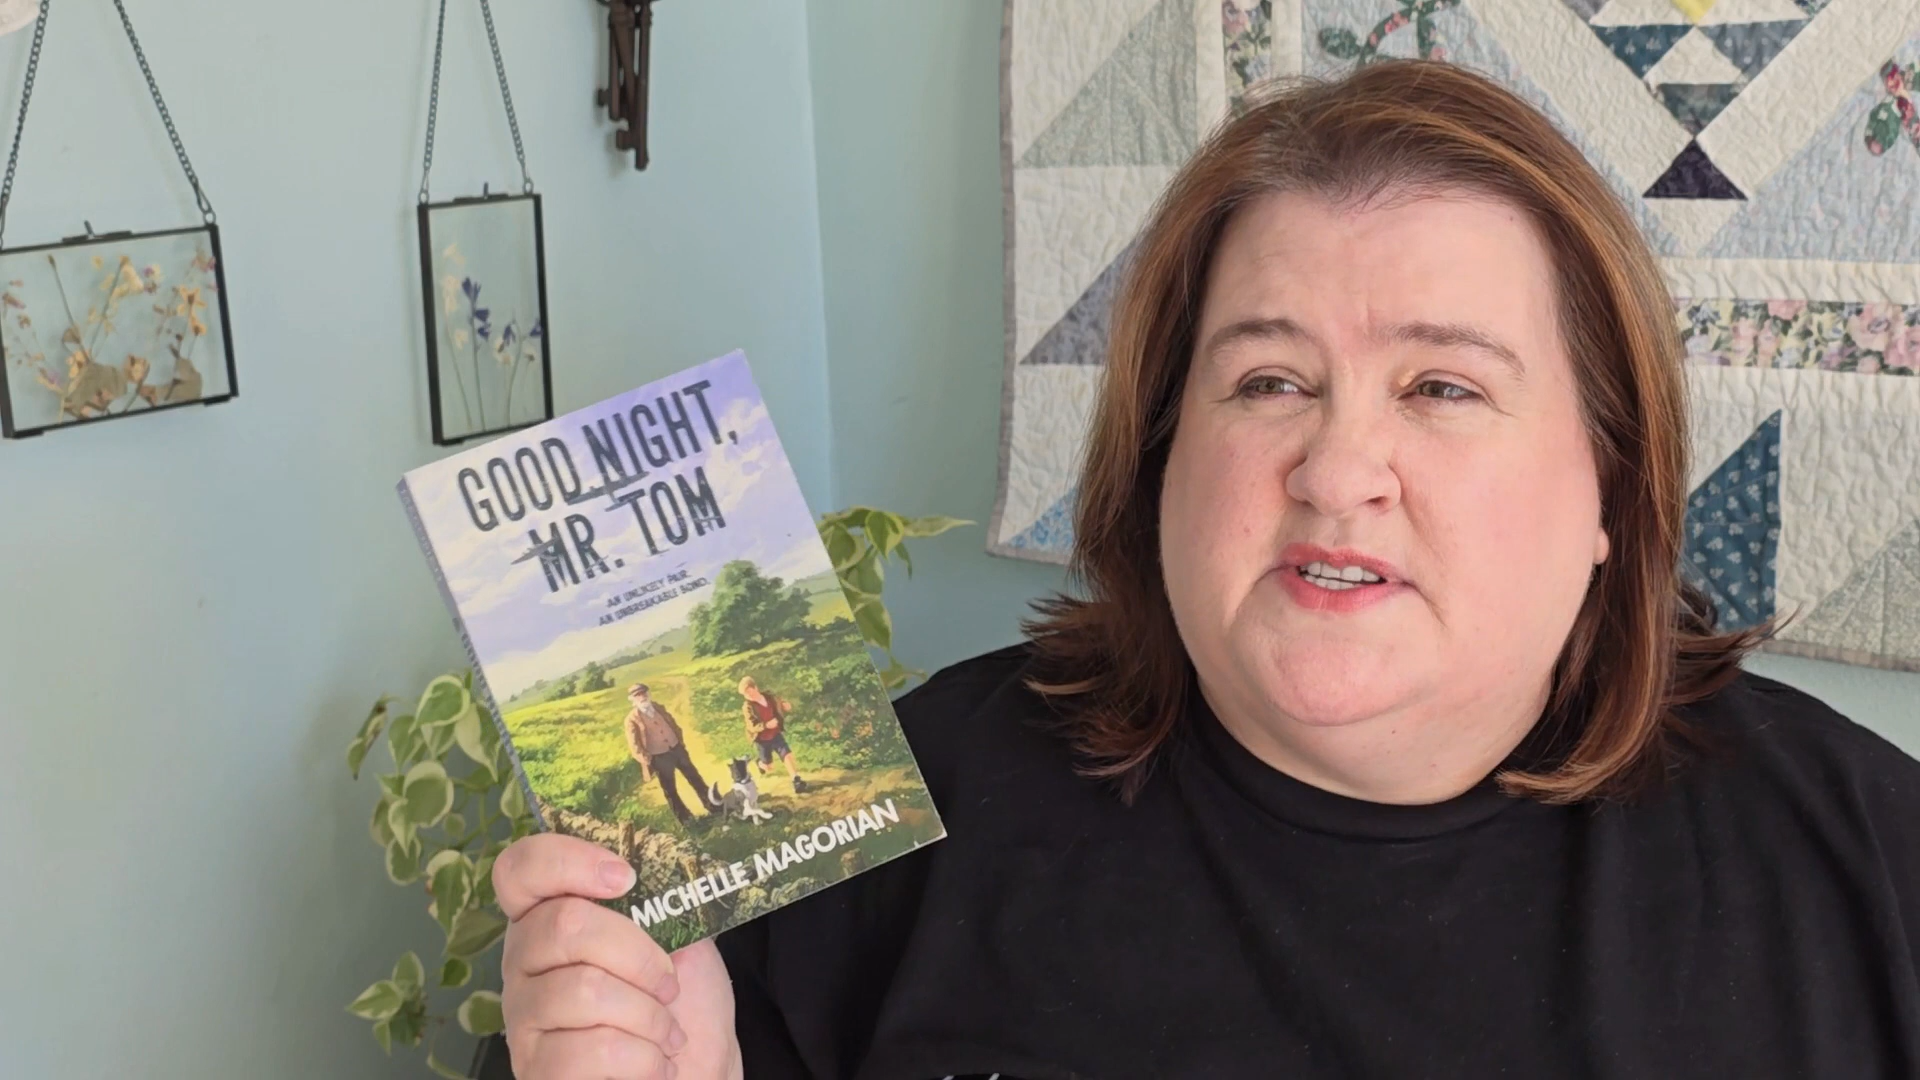 GOOD NIGHT,
MR. TOM
AN UNLIKELY PAIR.
AN UNBREAKABLE BOND.
MICHELLE MAGORIAN